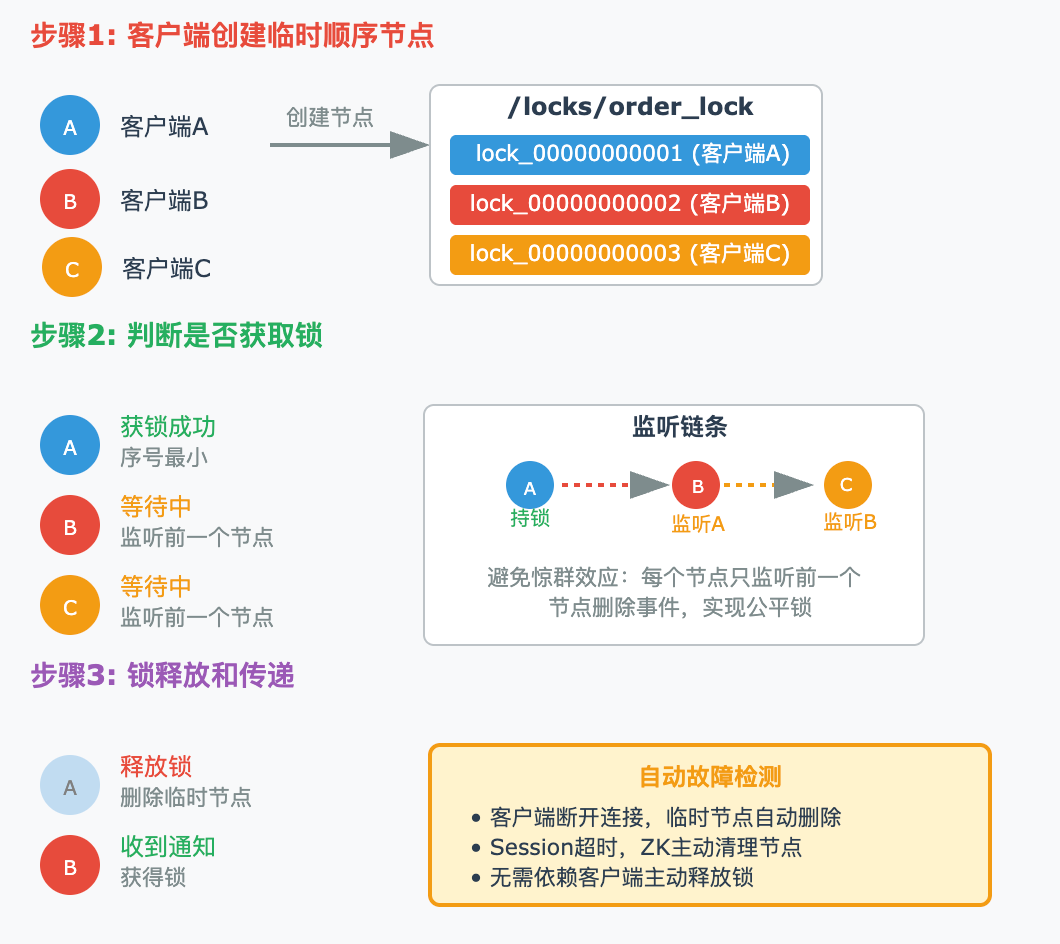 步骤1: 客户端创建临时顺序节点
A
客户端A
B
客户端B
C
客户端C
创建节点
/locks/order_lock
lock_00000000001 (客户端A)
lock_00000000002 (客户端B)
lock_00000000003 (客户端C)
步骤2: 判断是否获取锁
A
获锁成功
序号最小
B
等待中
监听前一个节点
C
等待中
监听前一个节点
监听链条
A
持锁
B
监听A
C
监听B
避免惊群效应：每个节点只监听前一个
节点删除事件，实现公平锁
步骤3: 锁释放和传递
A
释放锁
删除临时节点
B
收到通知
获得锁
自动故障检测
• 客户端断开连接，临时节点自动删除
• Session超时，ZK主动清理节点
• 无需依赖客户端主动释放锁